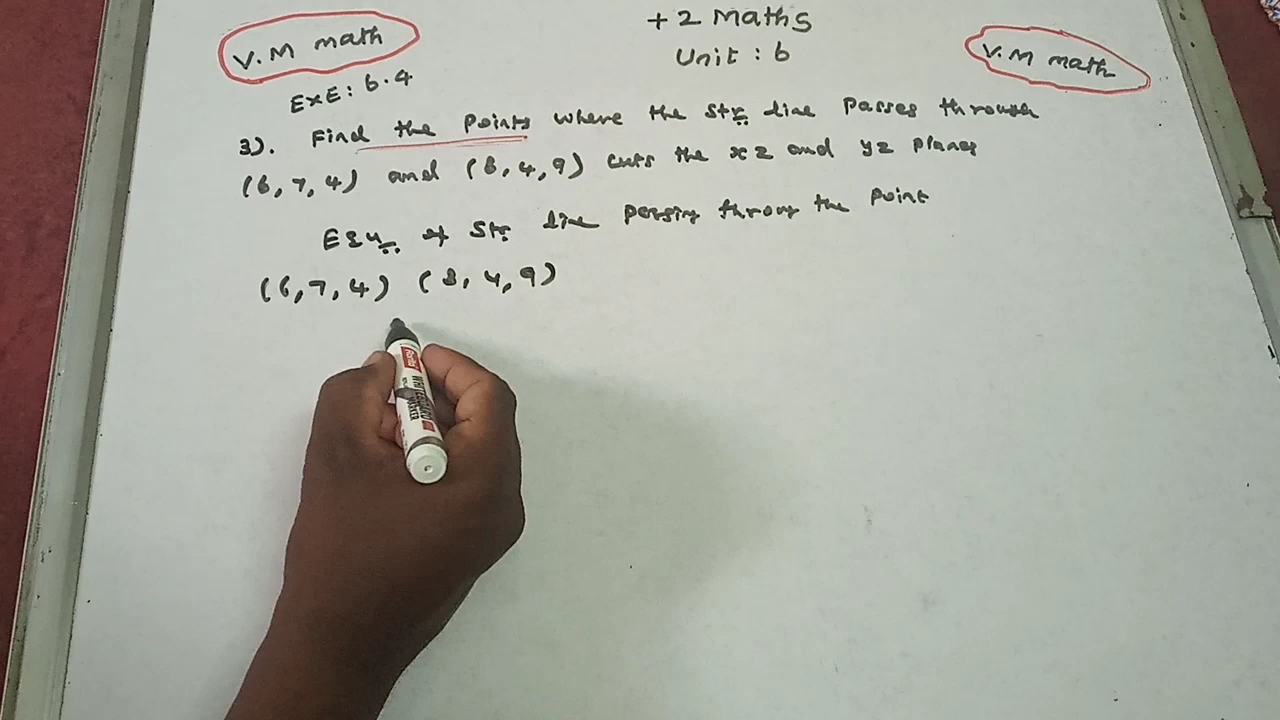 V.M math
+2 Maths
Unit : 6
V.M math
EXE: 6.4
3). Find the Points where the Str line passes through
(6, 7, 4) and (8, 4, 9) cuts the xz and yz planes
Equ of Str line passing throug the point
(6, 7, 4) (8, 4, 9)